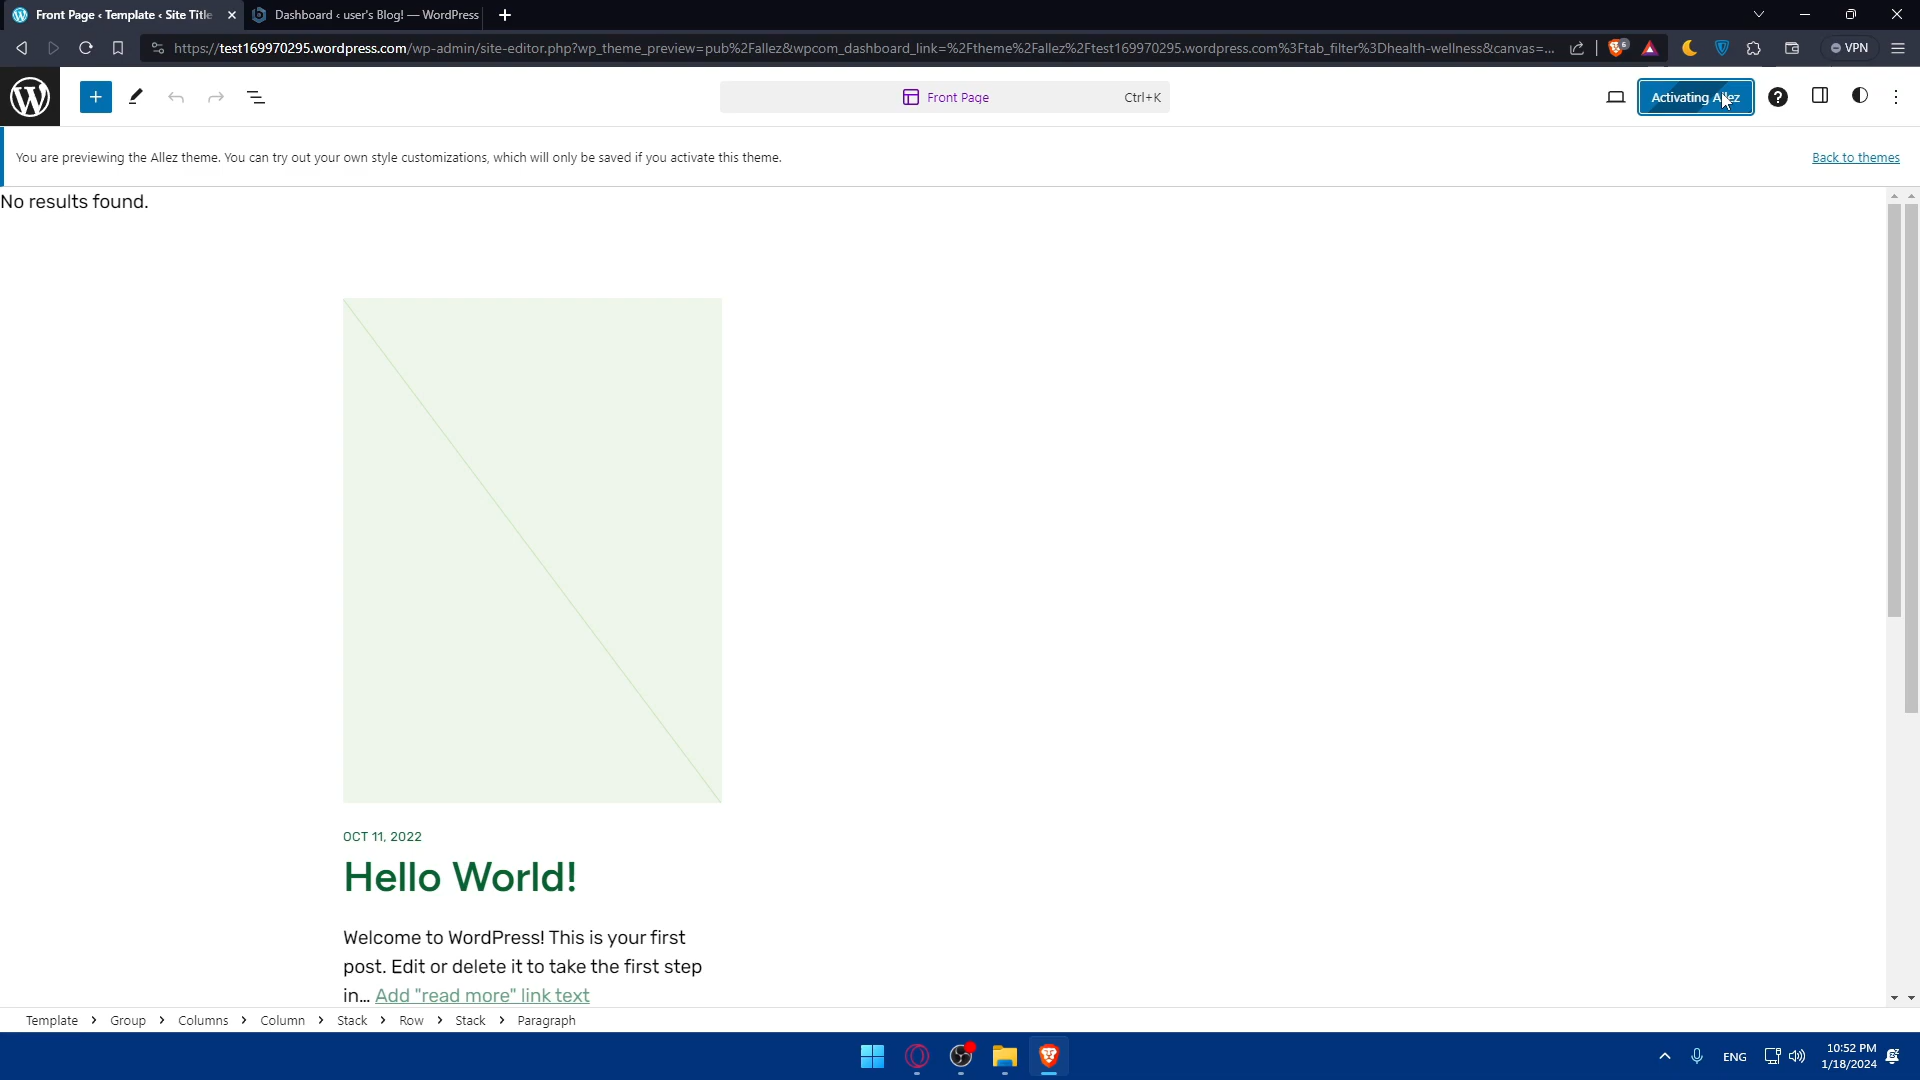 Front Page ‹ Template ‹ Site Title
Dashboard ‹ user's Blog! — WordPress
https://test169970295.wordpress.com/wp-admin/site-editor.php?wp_theme_preview=pub%2Fallez&wpcom_dashboard_link=%2Ftheme%2Fallez%2Ftest169970295.wordpress.com%3Ftab_filter%3Dhealth-wellness&canvas=...
6
VPN
Front Page
Ctrl+K
Activating Allez
You are previewing the Allez theme. You can try out your own style customizations, which will only be saved if you activate this theme.
Back to themes
No results found.
OCT 11, 2022
Hello World!
Welcome to WordPress! This is your first
post. Edit or delete it to take the first step
in... Add "read more" link text
Template › Group › Columns › Column › Stack › Row › Stack › Paragraph
ENG
10:52 PM
1/18/2024